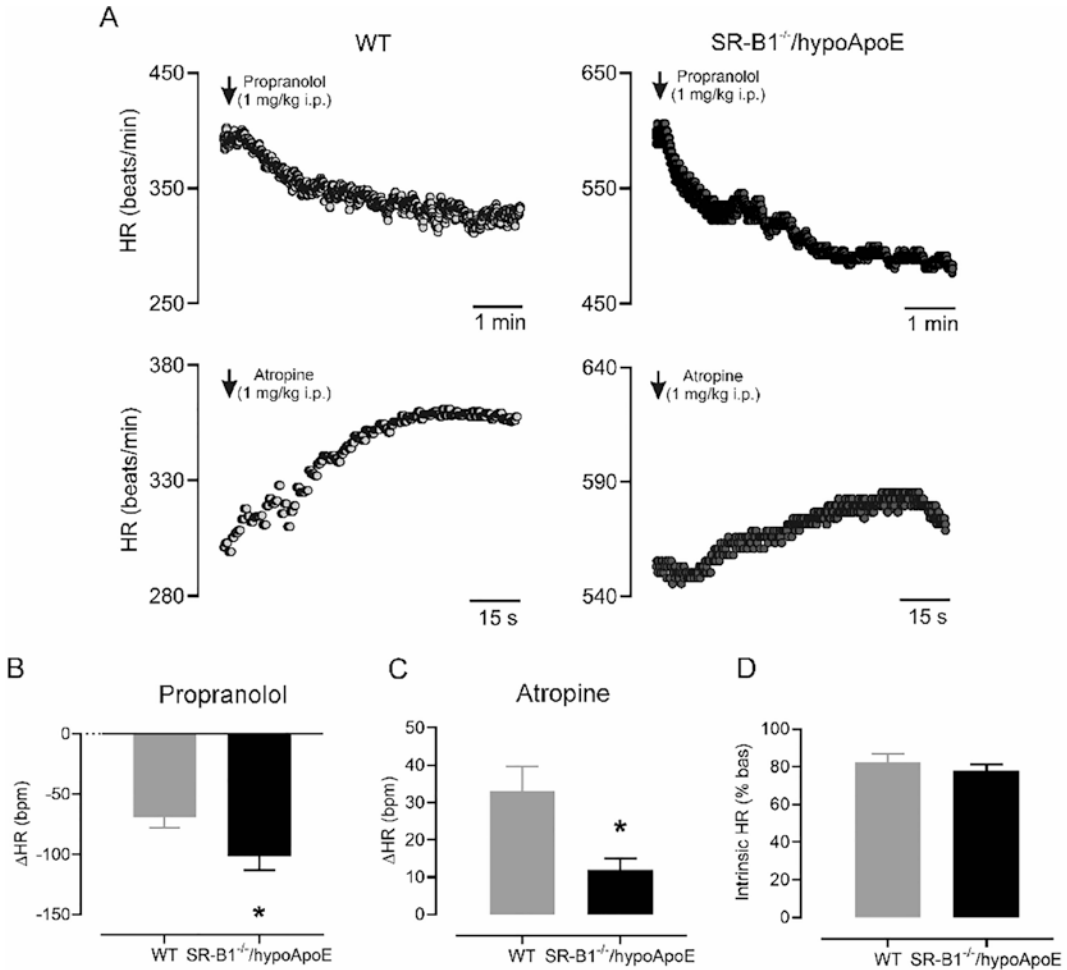 A
WT
SR-B1⁻/⁻/hypoApoE
450
350
250
HR (beats/min)
Propranolol
(1 mg/kg i.p.)
1 min
650
550
450
Propranolol
(1 mg/kg i.p.)
1 min
380
330
280
HR (beats/min)
Atropine
(1 mg/kg i.p.)
15 s
640
590
540
Atropine
(1 mg/kg i.p.)
15 s
B
Propranolol
0
-50
-100
-150
ΔHR (bpm)
*
WT SR-B1⁻/⁻/hypoApoE
C
Atropine
50
40
30
20
10
0
ΔHR (bpm)
*
WT SR-B1⁻/⁻/hypoApoE
D
100
80
60
40
20
0
Intrinsic HR (% bas)
WT SR-B1⁻/⁻/hypoApoE